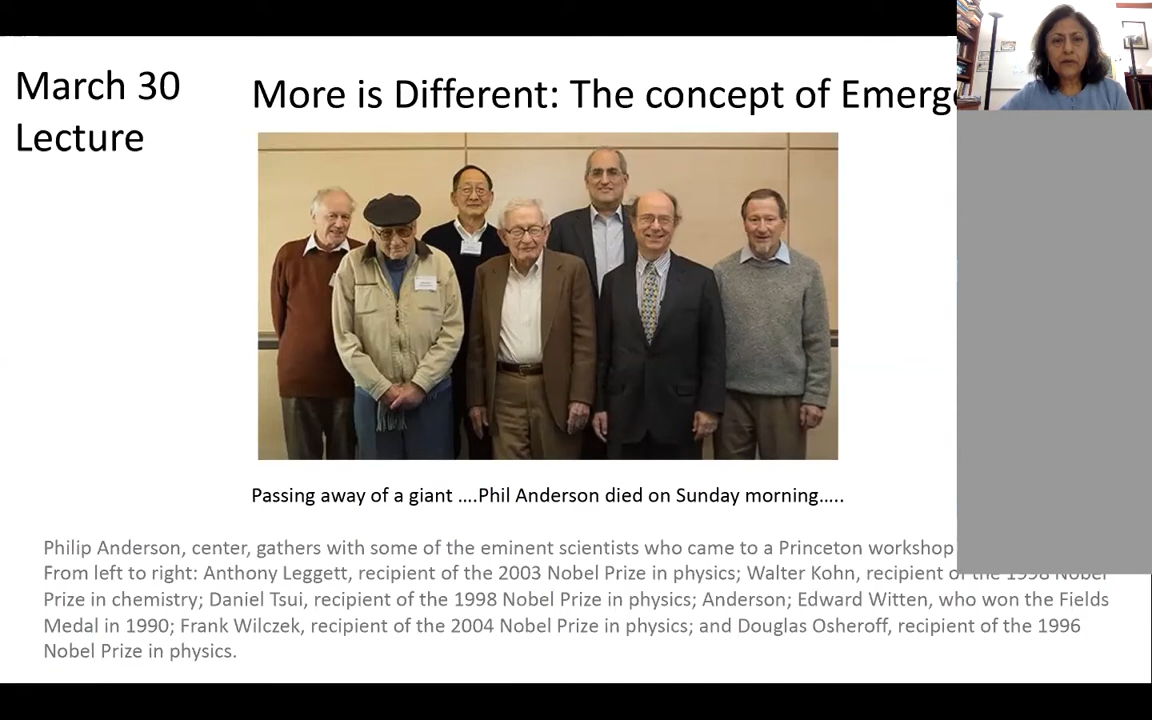 March 30
Lecture
More is Different: The concept of Emerg
Passing away of a giant ....Phil Anderson died on Sunday morning.....
Philip Anderson, center, gathers with some of the eminent scientists who came to a Princeton workshop
From left to right: Anthony Leggett, recipient of the 2003 Nobel Prize in physics; Walter Kohn, recipient of the 1998 Nobel
Prize in chemistry; Daniel Tsui, recipient of the 1998 Nobel Prize in physics; Anderson; Edward Witten, who won the Fields
Medal in 1990; Frank Wilczek, recipient of the 2004 Nobel Prize in physics; and Douglas Osheroff, recipient of the 1996
Nobel Prize in physics.